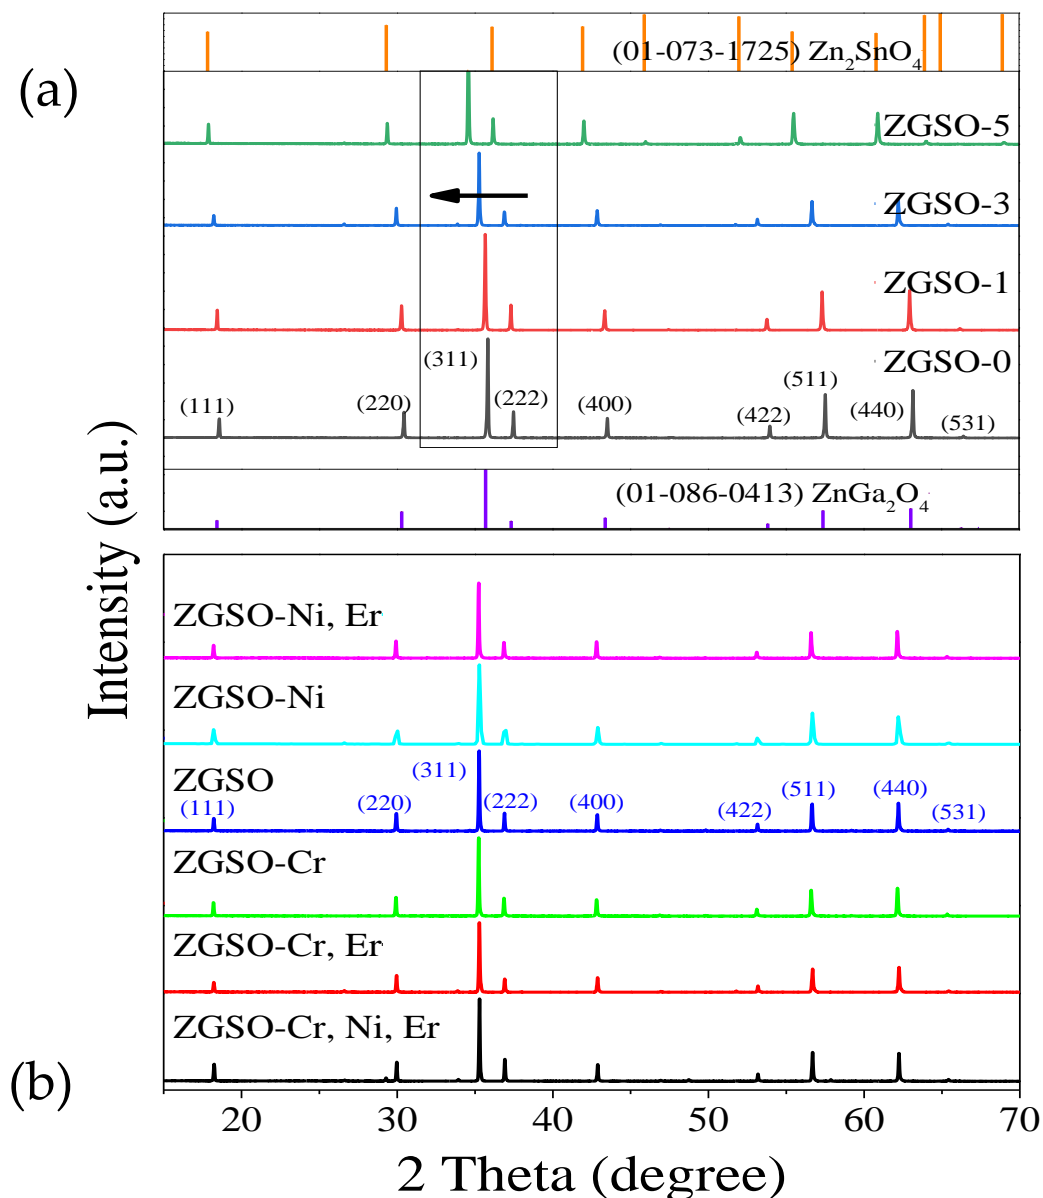 (a)
(01-073-1725) Zn₂SnO₄
ZGSO-5
ZGSO-3
ZGSO-1
ZGSO-0
(111)
(220)
(311)
(222)
(400)
(422)
(511)
(440)
(531)
(01-086-0413) ZnGa₂O₄
Intensity (a.u.)
(b)
ZGSO-Ni, Er
ZGSO-Ni
ZGSO
(111)
(220)
(311)
(222)
(400)
(422)
(511)
(440)
(531)
ZGSO-Cr
ZGSO-Cr, Er
ZGSO-Cr, Ni, Er
20 30 40 50 60 70
2 Theta (degree)